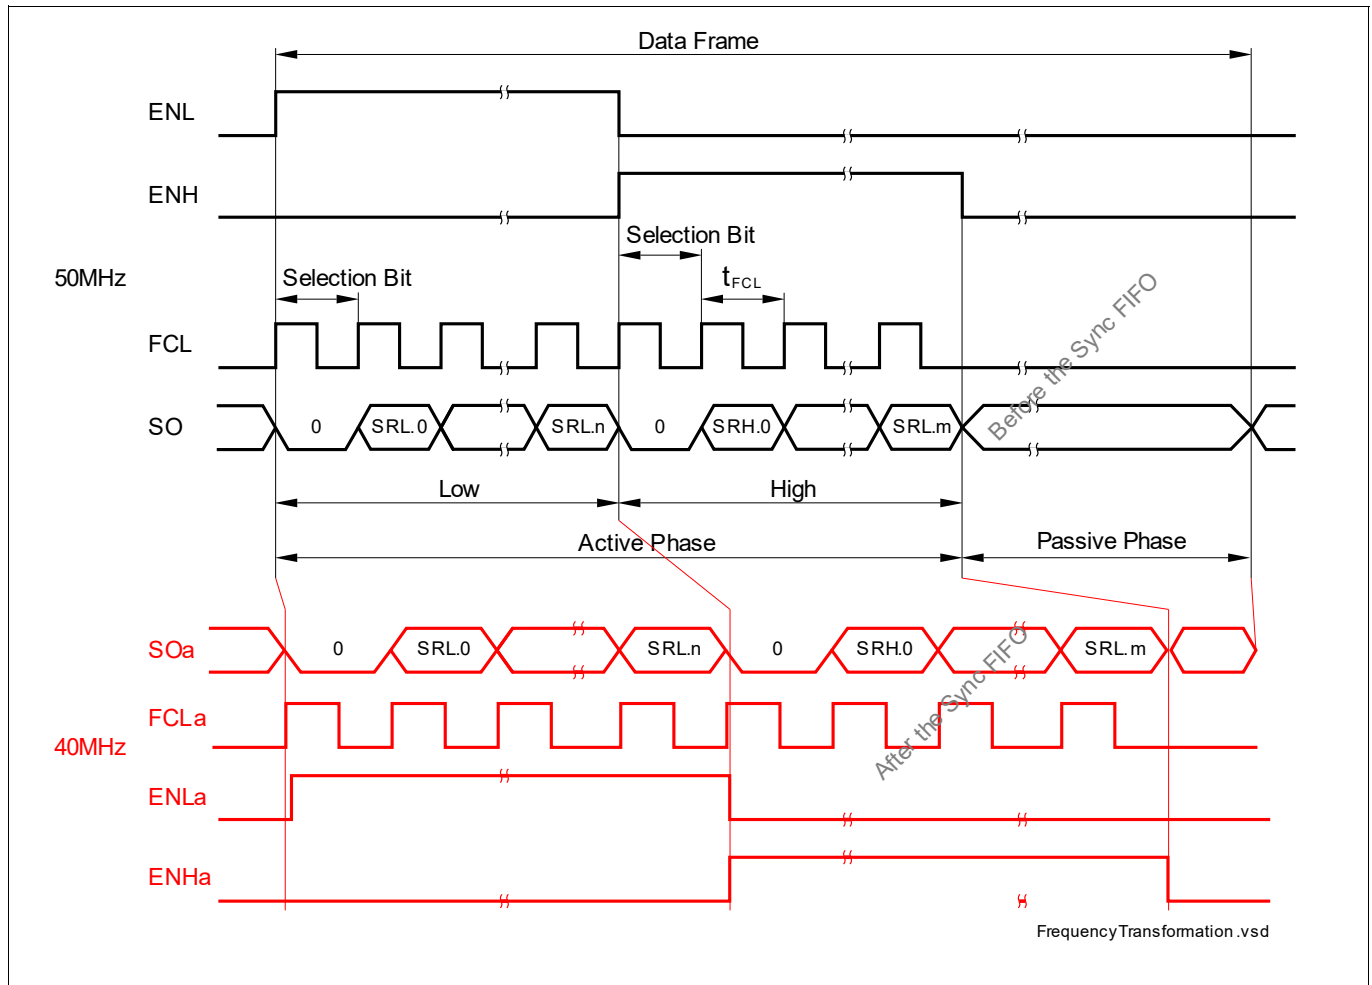 Data Frame
ENL
ENH
Selection Bit
50MHz
Selection Bit
tFCL
FCL
Before the Sync FIFO
SO
0
SRL.0
SRL.n
0
SRH.0
SRL.m
Low
High
Active Phase
Passive Phase
SOa
0
SRL.0
SRL.n
0
SRH.0
SRL.m
After the Sync FIFO
FCLa
40MHz
ENLa
ENHa
FrequencyTransformation.vsd